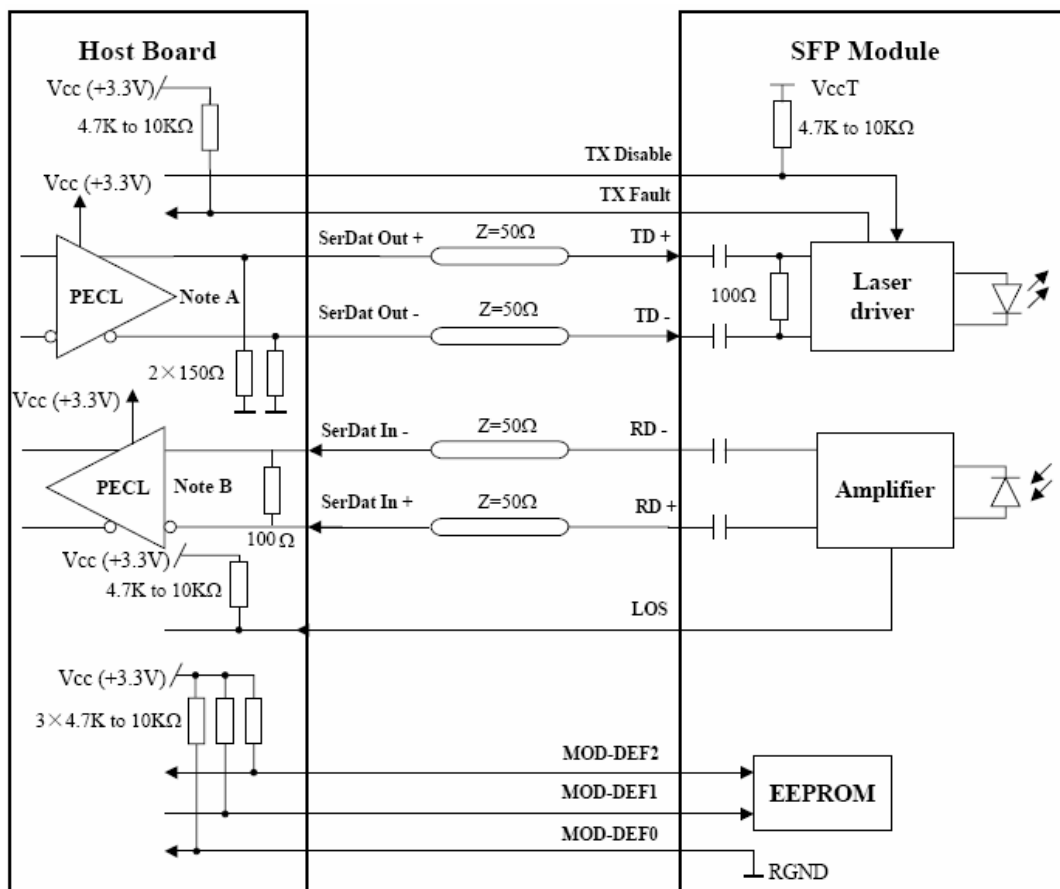 Host Board
SFP Module
Vcc (+3.3V)
4.7K to 10KΩ
VccT
4.7K to 10KΩ
TX Disable
TX Fault
Vcc (+3.3V)
PECL
Note A
SerDat Out +
Z=50Ω
TD +
SerDat Out -
Z=50Ω
TD -
100Ω
Laser
driver
2×150Ω
Vcc (+3.3V)
PECL
Note B
SerDat In -
Z=50Ω
RD -
SerDat In +
Z=50Ω
RD +
100Ω
Amplifier
Vcc (+3.3V)
4.7K to 10KΩ
LOS
Vcc (+3.3V)
3×4.7K to 10KΩ
MOD-DEF2
MOD-DEF1
MOD-DEF0
EEPROM
RGND